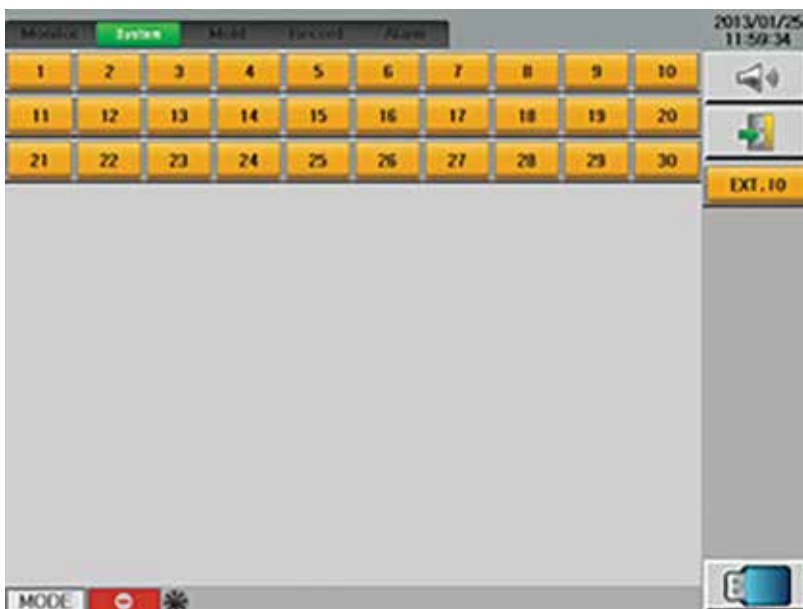 Monitor System Mold Record Alarm
2013/01/25
11:59:34
1 2 3 4 5 6 7 8 9 10
11 12 13 14 15 16 17 18 19 20
21 22 23 24 25 26 27 28 29 30
EXT.IO
MODE